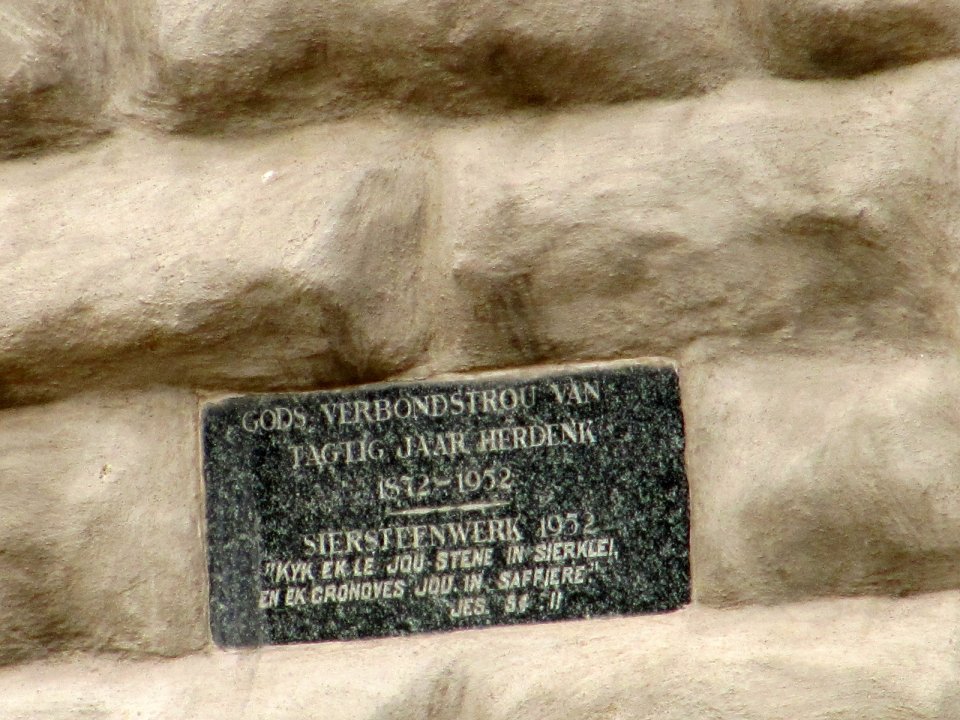 GODS VERBONDSTROU VAN
TAGTIG JAAR HERDENK
1872-1952
SIERSTEENWERK 1952
"KYK EK LE JOU STENE IN SIERKLEI,
EN EK GRONDVES JOU IN SAFFIERE"
JES. 54:11